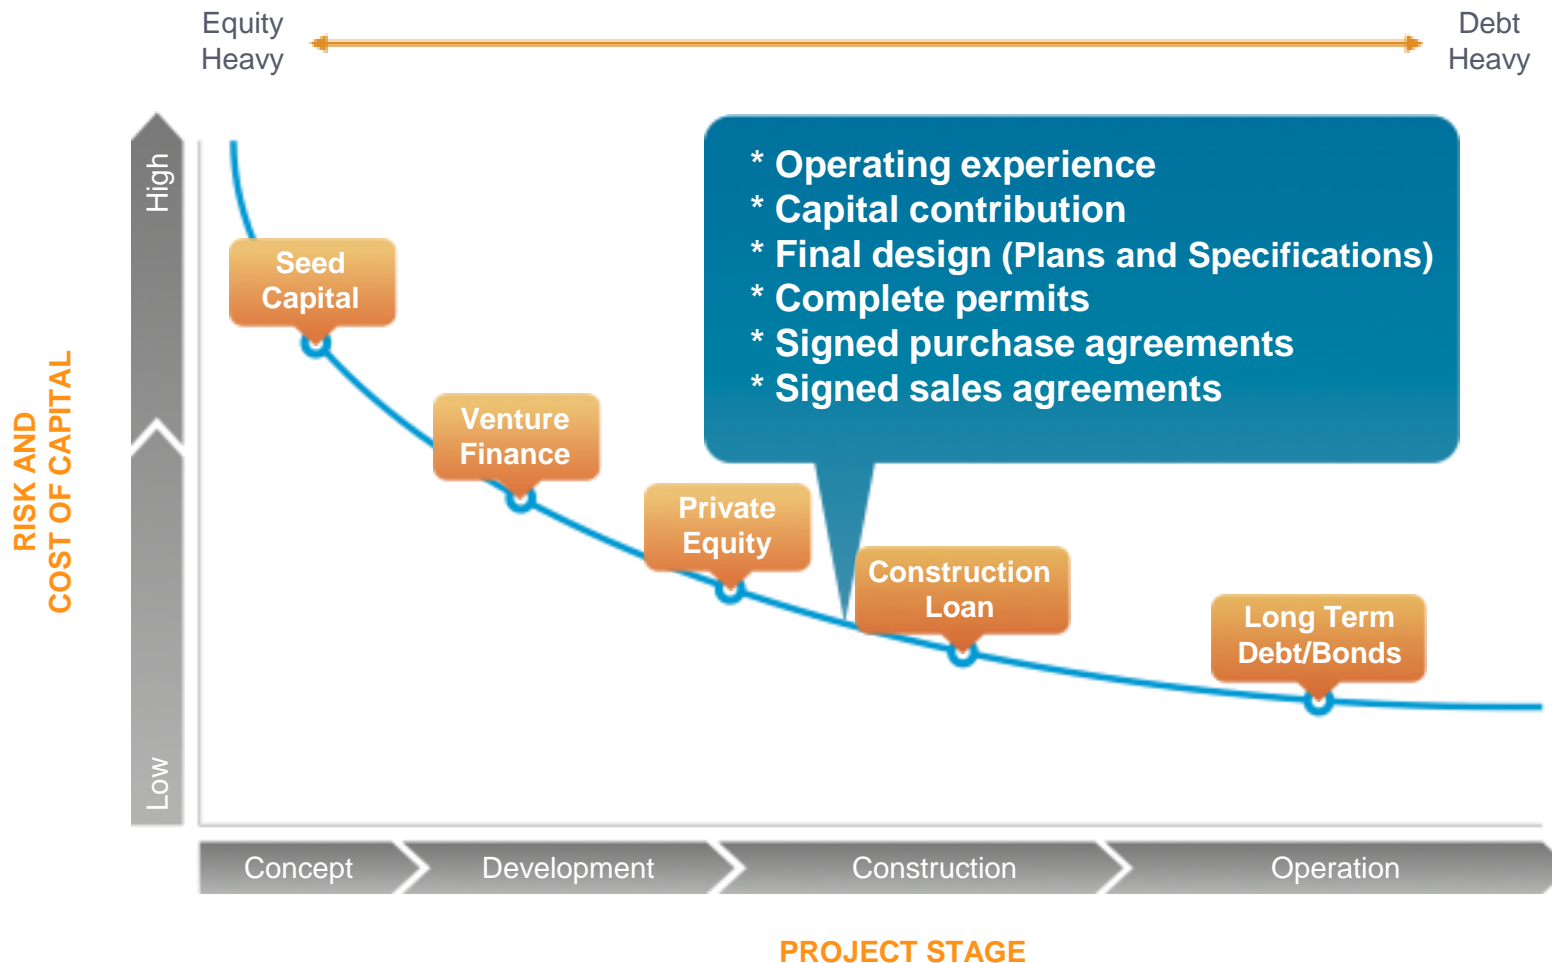 Equity
Heavy
Debt
Heavy
High
Low
RISK AND
COST OF CAPITAL
* Operating experience
* Capital contribution
* Final design (Plans and Specifications)
* Complete permits
* Signed purchase agreements
* Signed sales agreements
Seed
Capital
Venture
Finance
Private
Equity
Construction
Loan
Long Term
Debt/Bonds
Concept
Development
Construction
Operation
PROJECT STAGE